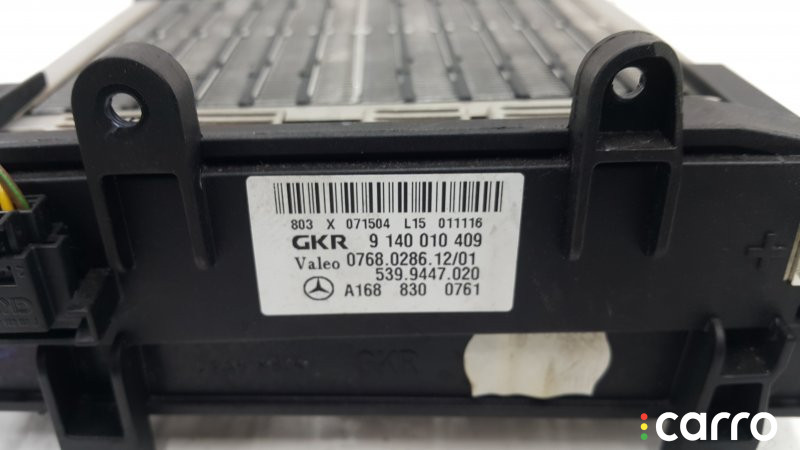 803 X 071504 L15 011116
GKR 9 140 010 409
Valeo 0768.0286.12/01
539.9447.020
A168 830 0761
GKR
carro